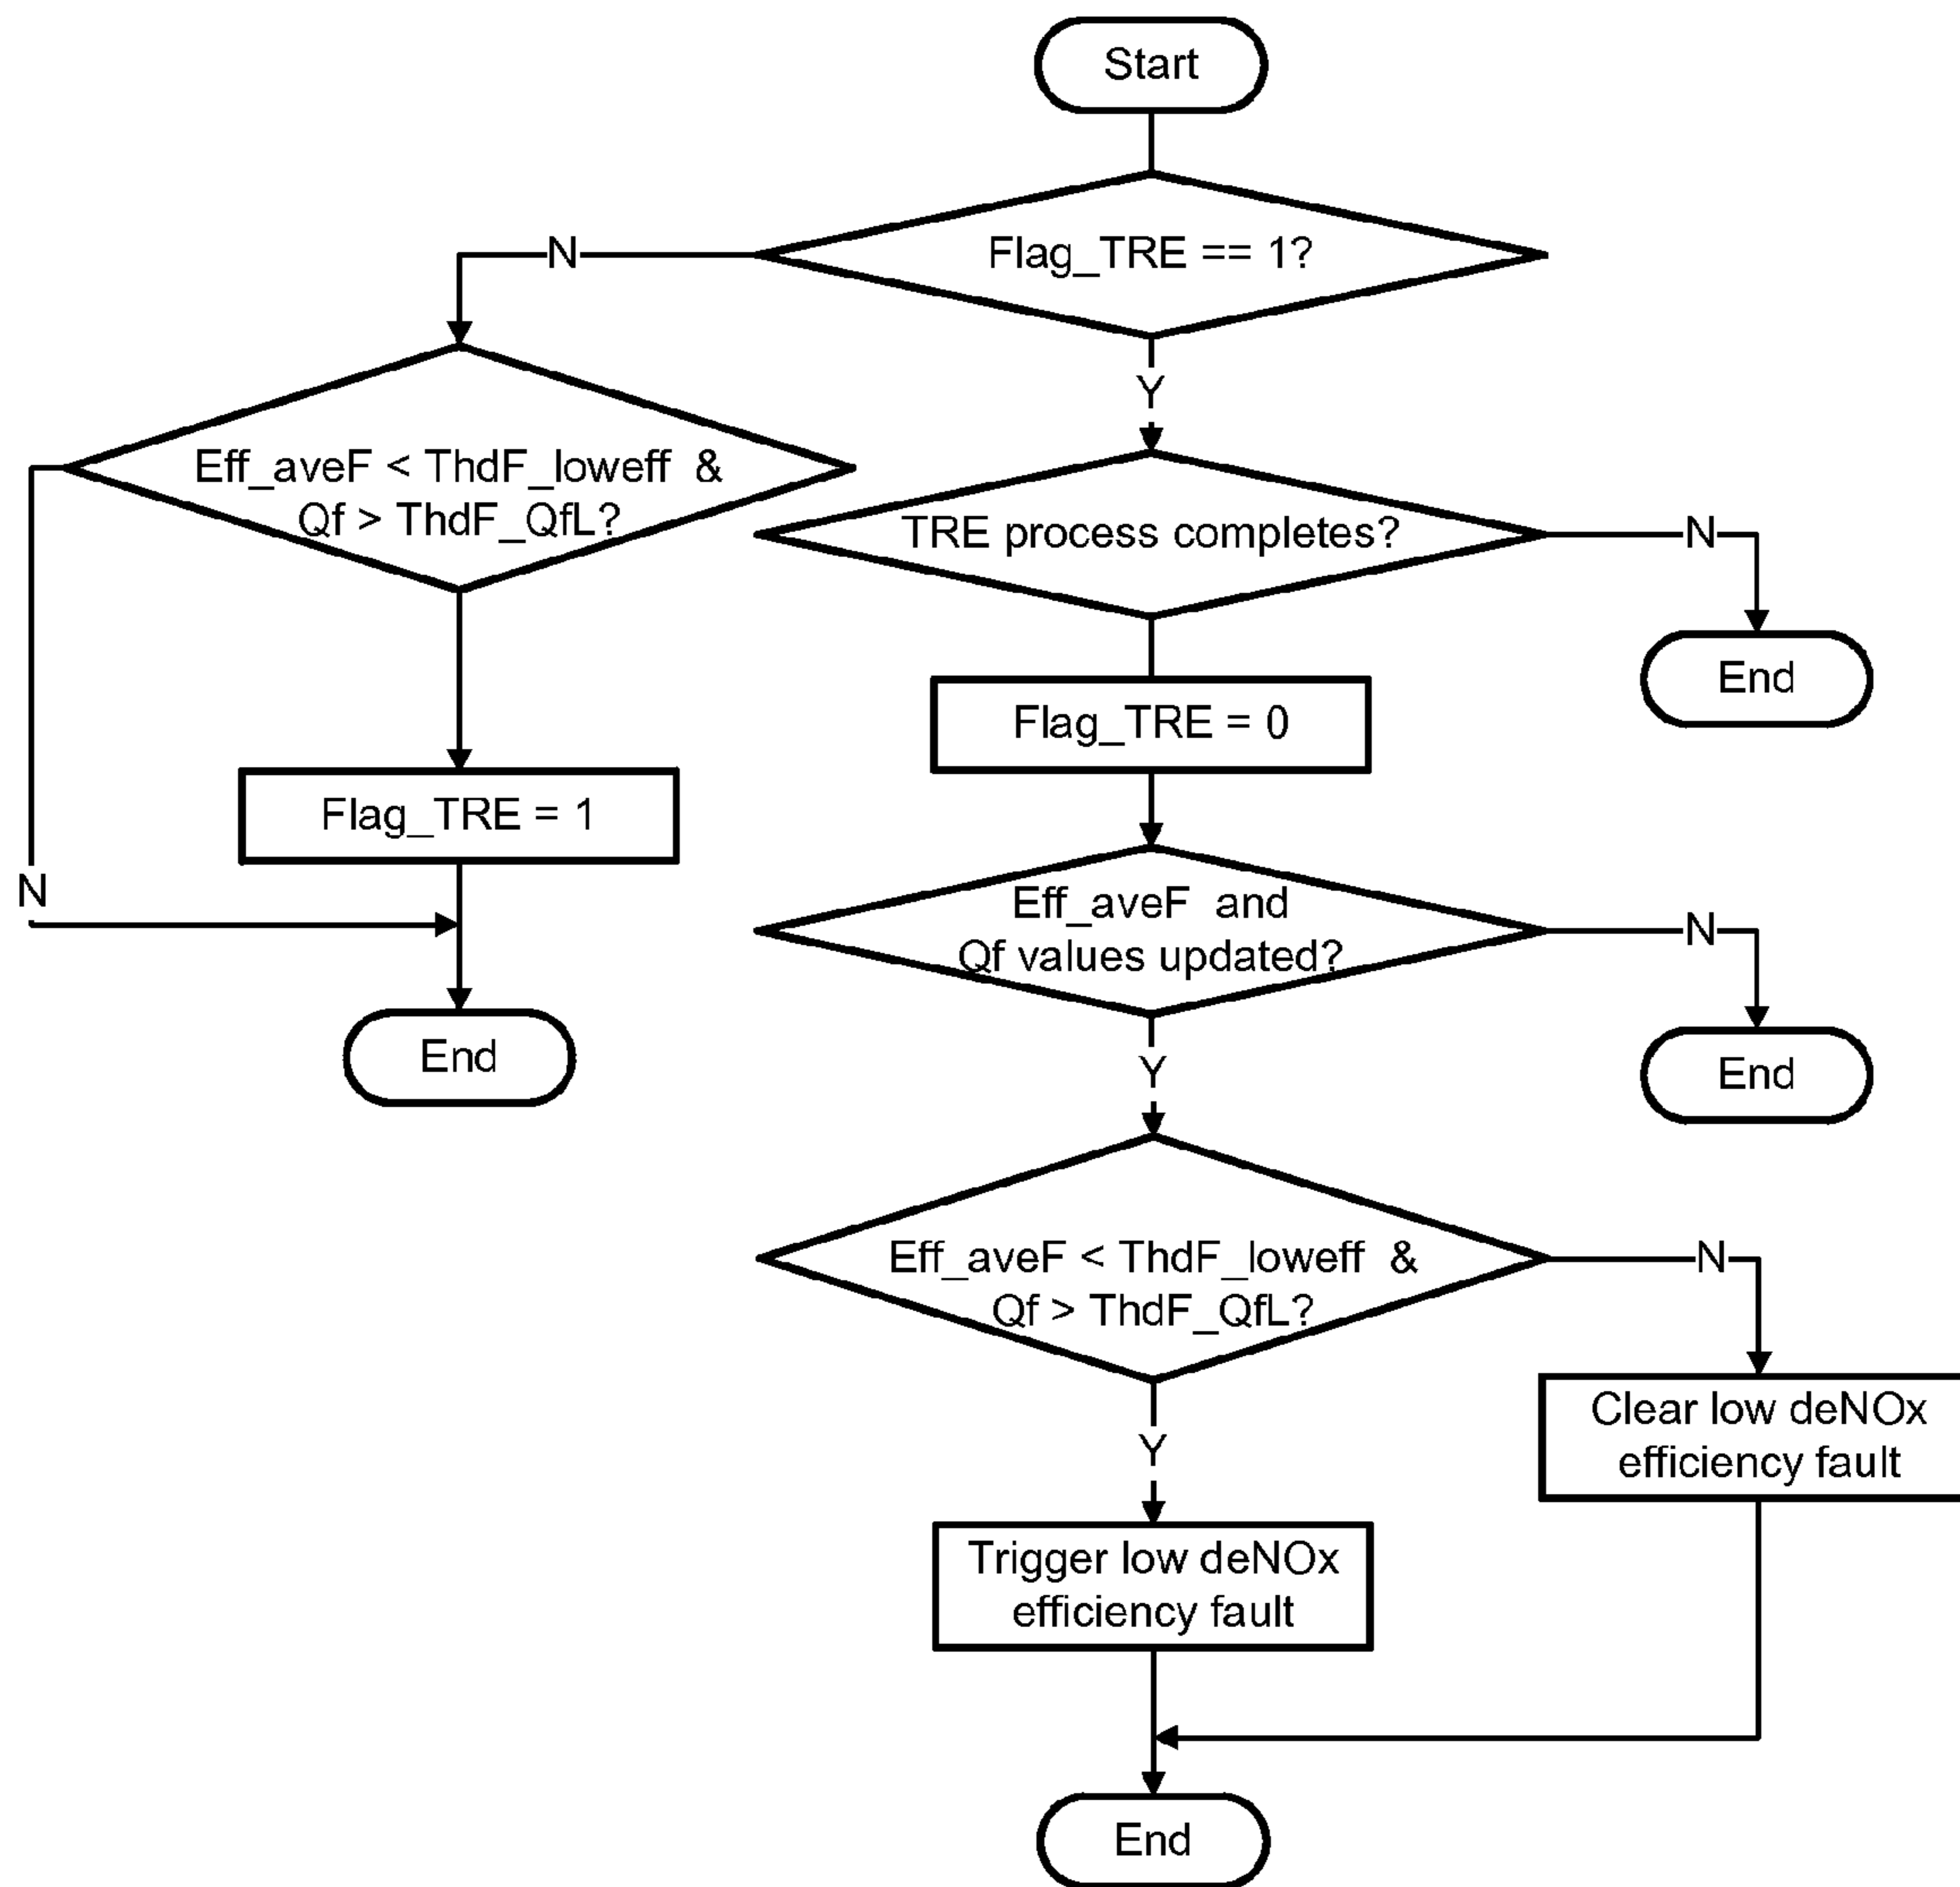 Start
Flag_TRE == 1?
N
Y
Eff_aveF < ThdF_loweff &
Qf > ThdF_QfL?
TRE process completes?
N
End
Flag_TRE = 0
Flag_TRE = 1
N
Eff_aveF and
Qf values updated?
N
End
End
Y
Eff_aveF < ThdF_loweff &
Qf > ThdF_QfL?
N
Clear low deNOx
efficiency fault
Y
Trigger low deNOx
efficiency fault
End